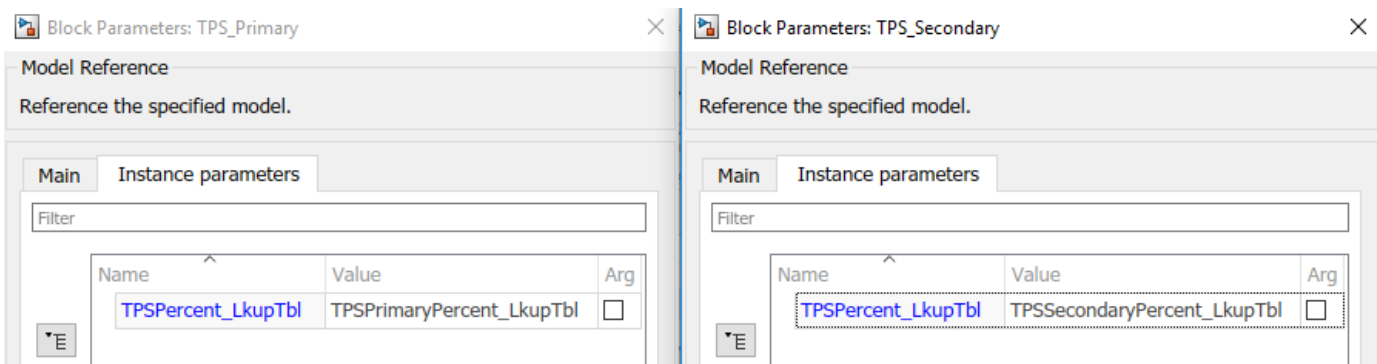 Block Parameters: TPS_Primary
Model Reference
Reference the specified model.
Main
Instance parameters
Filter
Name
Value
Arg
TPSPercent_LkupTbl
TPSPrimaryPercent_LkupTbl
Block Parameters: TPS_Secondary
Model Reference
Reference the specified model.
Main
Instance parameters
Filter
Name
Value
Arg
TPSPercent_LkupTbl
TPSSecondaryPercent_LkupTbl